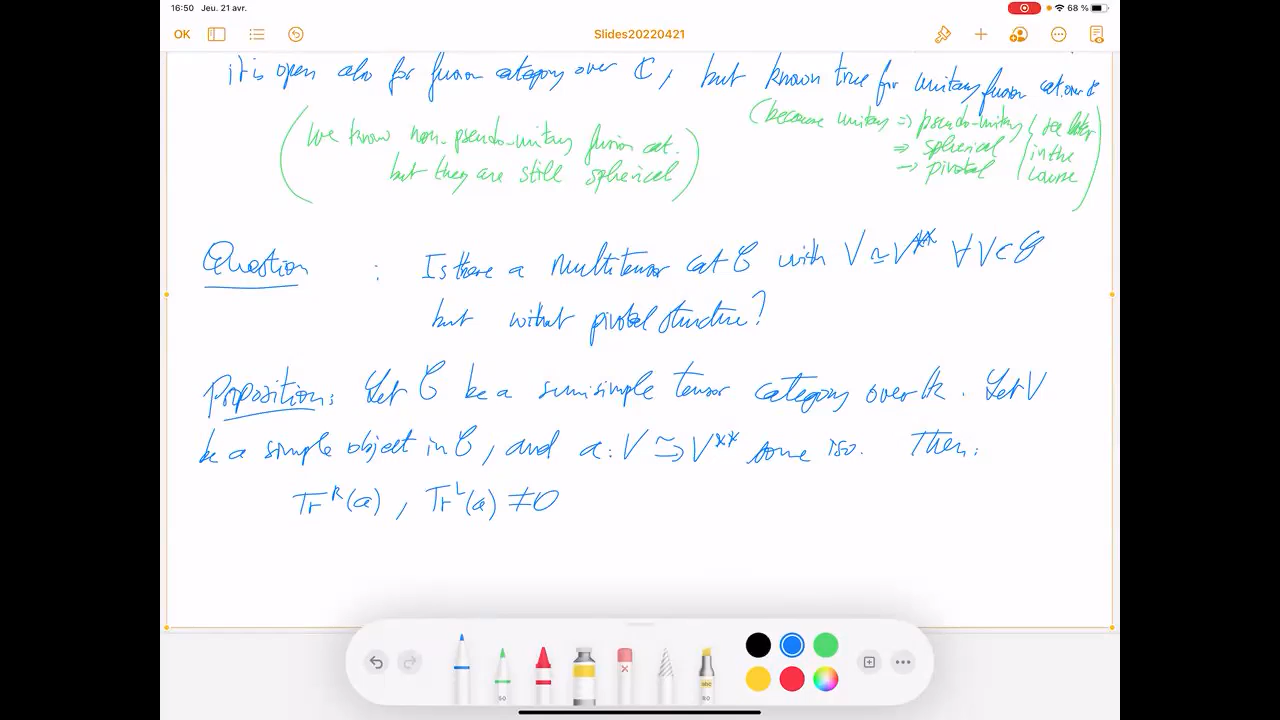 16:50 Jeu. 21 avr.
68 %
OK
Slides20220421
it is open also for fusion category over ℂ, but known true for unitary fusion cat. over ℂ
(because unitary ⇒ pseudo-unitary
⇒ spherical
→ pivotal
see later
in the
course)
(We know non-pseudo-unitary fusion cat.
but they are still spherical)
Question : Is there a multitensor cat 𝒞 with V ≃ V** ∀ V ∈ 𝒞
but without pivotal structure?
Proposition: Let 𝒞 be a semisimple tensor category over 𝕜. Let V
be a simple object in 𝒞, and a: V ⥲ V** some iso. Then:
Tr^R(a), Tr^L(a) ≠ 0
50
50
abc
80